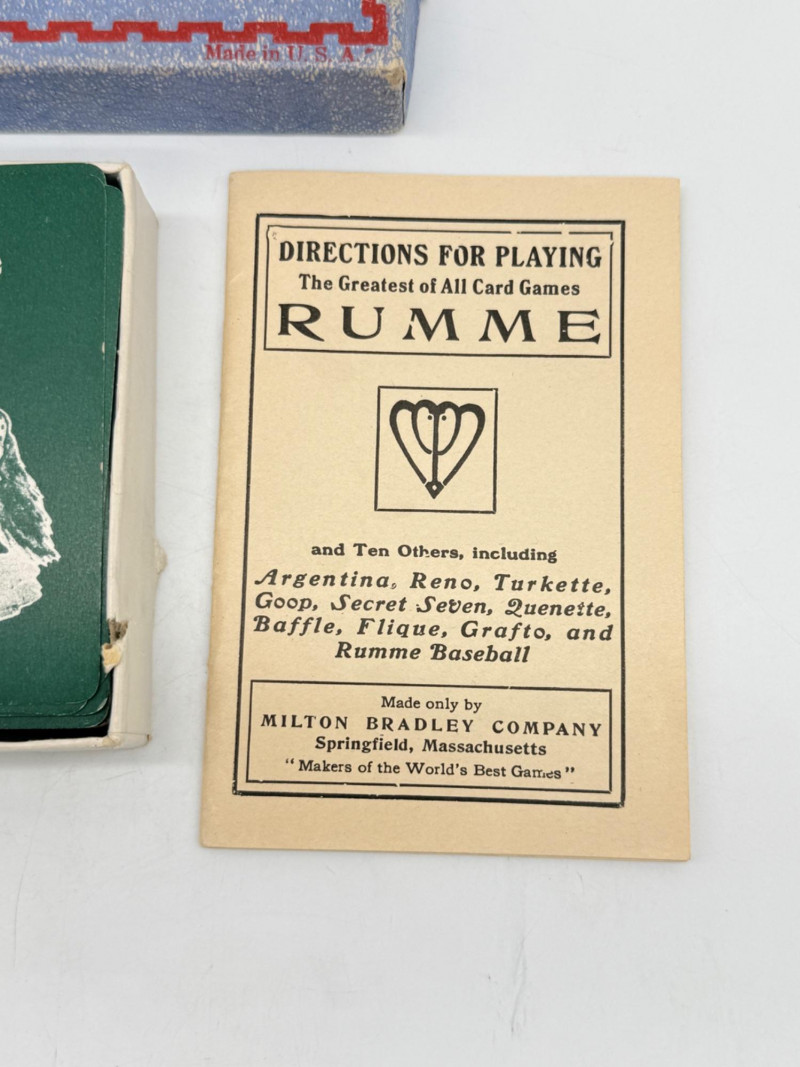 Made in U. S. A.
DIRECTIONS FOR PLAYING
The Greatest of All Card Games
RUMME
and Ten Others, including
Argentina, Reno, Turkette,
Goop, Secret Seven, Quenette,
Baffle, Flique, Grafto, and
Rumme Baseball
Made only by
MILTON BRADLEY COMPANY
Springfield, Massachusetts
"Makers of the World's Best Games"